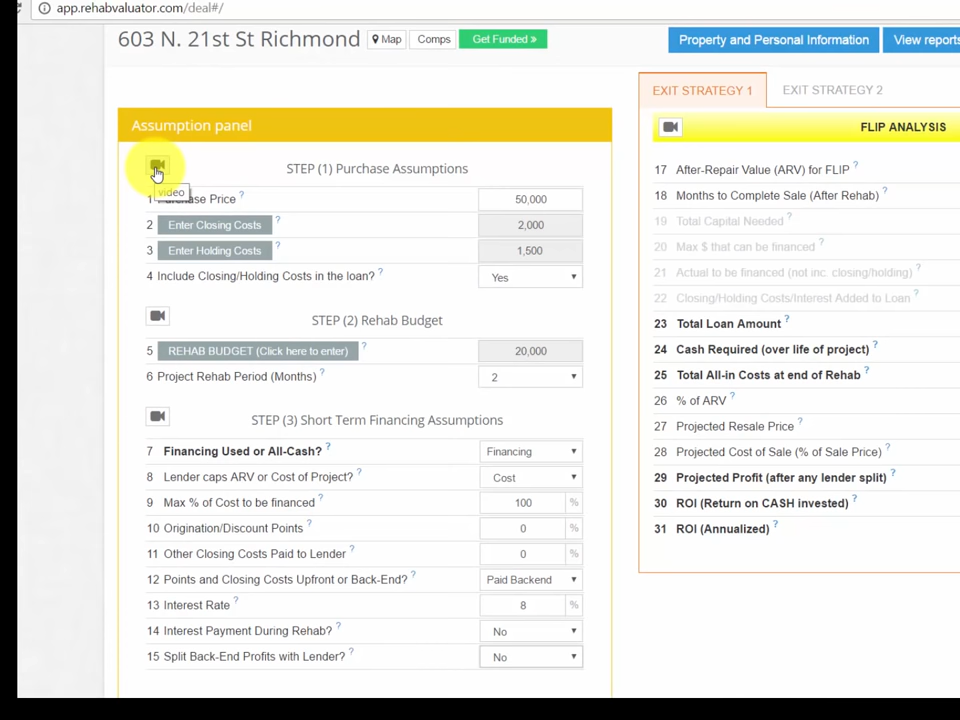 app.rehabvaluator.com/deal#/
603 N. 21st St Richmond Map Comps Get Funded »
Property and Personal Information View reports
Assumption panel
STEP (1) Purchase Assumptions
video
1 Purchase Price ? 50,000
2 Enter Closing Costs ? 2,000
3 Enter Holding Costs ? 1,500
4 Include Closing/Holding Costs in the loan? ? Yes
STEP (2) Rehab Budget
5 REHAB BUDGET (Click here to enter) ? 20,000
6 Project Rehab Period (Months) ? 2
STEP (3) Short Term Financing Assumptions
7 Financing Used or All-Cash? ? Financing
8 Lender caps ARV or Cost of Project? ? Cost
9 Max % of Cost to be financed ? 100 %
10 Origination/Discount Points ? 0 %
11 Other Closing Costs Paid to Lender ? 0 %
12 Points and Closing Costs Upfront or Back-End? ? Paid Backend
13 Interest Rate ? 8 %
14 Interest Payment During Rehab? ? No
15 Split Back-End Profits with Lender? ? No
EXIT STRATEGY 1 EXIT STRATEGY 2
FLIP ANALYSIS
17 After-Repair Value (ARV) for FLIP ?
18 Months to Complete Sale (After Rehab) ?
19 Total Capital Needed ?
20 Max $ that can be financed ?
21 Actual to be financed (not inc. closing/holding) ?
22 Closing/Holding Costs/Interest Added to Loan ?
23 Total Loan Amount ?
24 Cash Required (over life of project) ?
25 Total All-in Costs at end of Rehab ?
26 % of ARV ?
27 Projected Resale Price ?
28 Projected Cost of Sale (% of Sale Price) ?
29 Projected Profit (after any lender split) ?
30 ROI (Return on CASH invested) ?
31 ROI (Annualized) ?